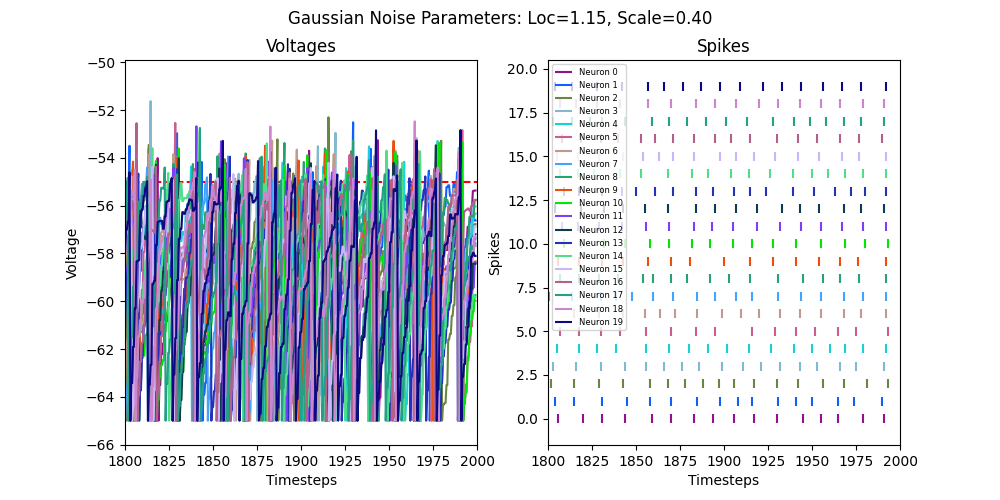 Gaussian Noise Parameters: Loc=1.15, Scale=0.40
Voltages
−50
−52
−54
−56
−58
−60
−62
−64
−66
Voltage
1800
1825
1850
1875
1900
1925
1950
1975
2000
Timesteps
Spikes
20.0
17.5
15.0
12.5
10.0
7.5
5.0
2.5
0.0
Spikes
Neuron 0
Neuron 1
Neuron 2
Neuron 3
Neuron 4
Neuron 5
Neuron 6
Neuron 7
Neuron 8
Neuron 9
Neuron 10
Neuron 11
Neuron 12
Neuron 13
Neuron 14
Neuron 15
Neuron 16
Neuron 17
Neuron 18
Neuron 19
1800
1825
1850
1875
1900
1925
1950
1975
2000
Timesteps